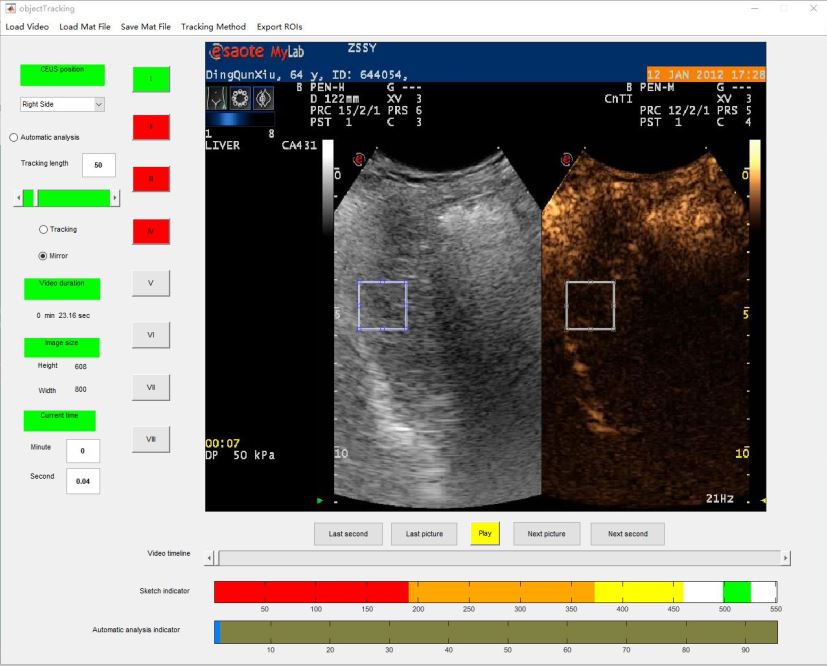 objectTracking
Load Video Load Mat File Save Mat File Tracking Method Export ROIs
CEUS position
Right Side
Automatic analysis
Tracking length 50
Tracking
Mirror
Video duration
0 min 23.16 sec
Image size
Height 608
Width 800
Current time
Minute 0
Second 0.04
I
II
III
IV
V
VI
VII
VIII
esaote MyLab ZSSY
DingQunXiu, 64 y, ID: 644054, 12 JAN 2012 17:28
B PEN-H G ---
D 122mm XV 3
PRC 15/2/1 PRS 6
PST 1 C 3
B PEN-M G ---
CnTI XV 3
PRC 12/2/1 PRS 5
PST 1 C 4
1 8
LIVER CA431
0
5
10
0
5
10
00:07
DP 50 kPa
21Hz
Last second Last picture Play Next picture Next second
Video timeline
Sketch indicator
50 100 150 200 250 300 350 400 450 500 550
Automatic analysis indicator
10 20 30 40 50 60 70 80 90